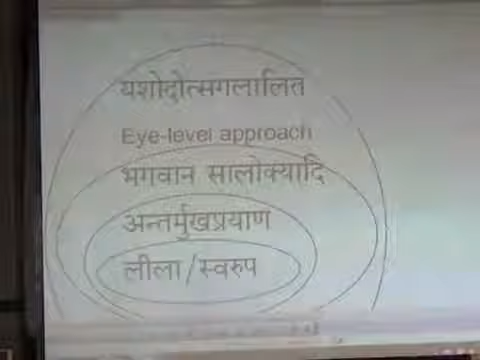 यशोदोत्सगलालित
Eye-level approach
भगवान सालोक्यादि
अन्तर्मुखप्रयाण
लीला/स्वरुप